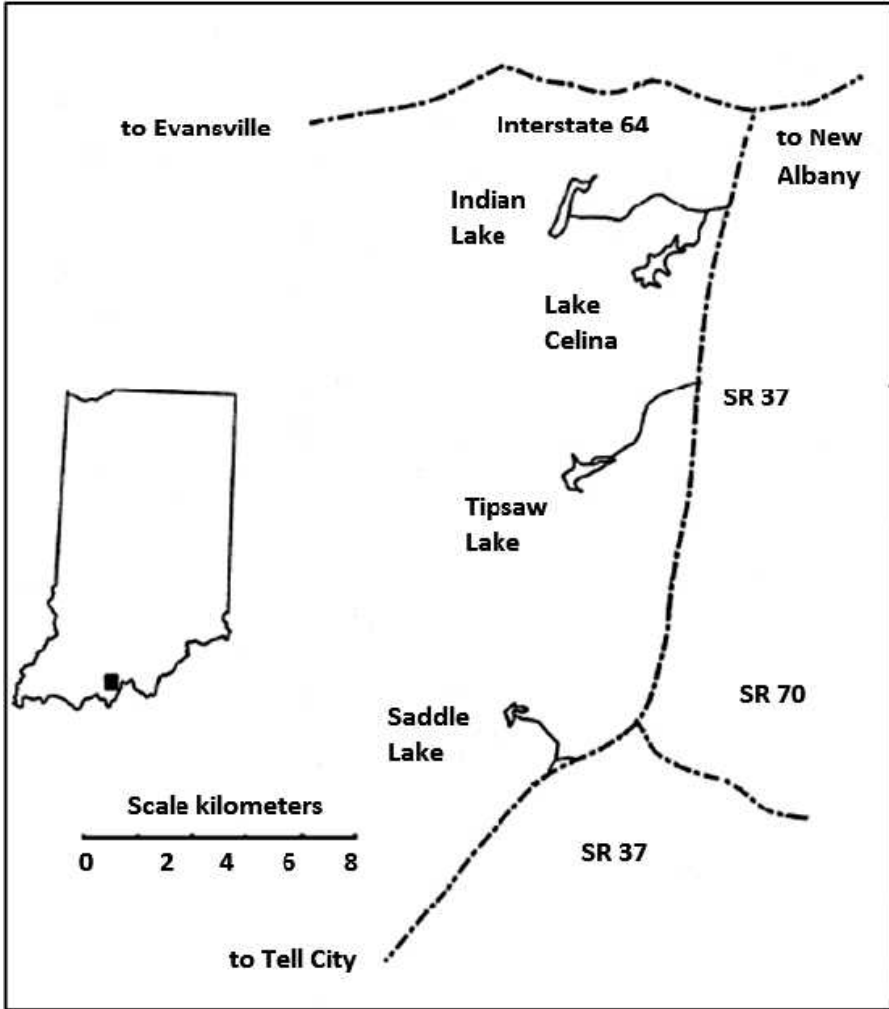 to Evansville
Interstate 64
to New
Albany
Indian
Lake
Lake
Celina
SR 37
Tipsaw
Lake
SR 70
Saddle
Lake
Scale kilometers
0 2 4 6 8
SR 37
to Tell City